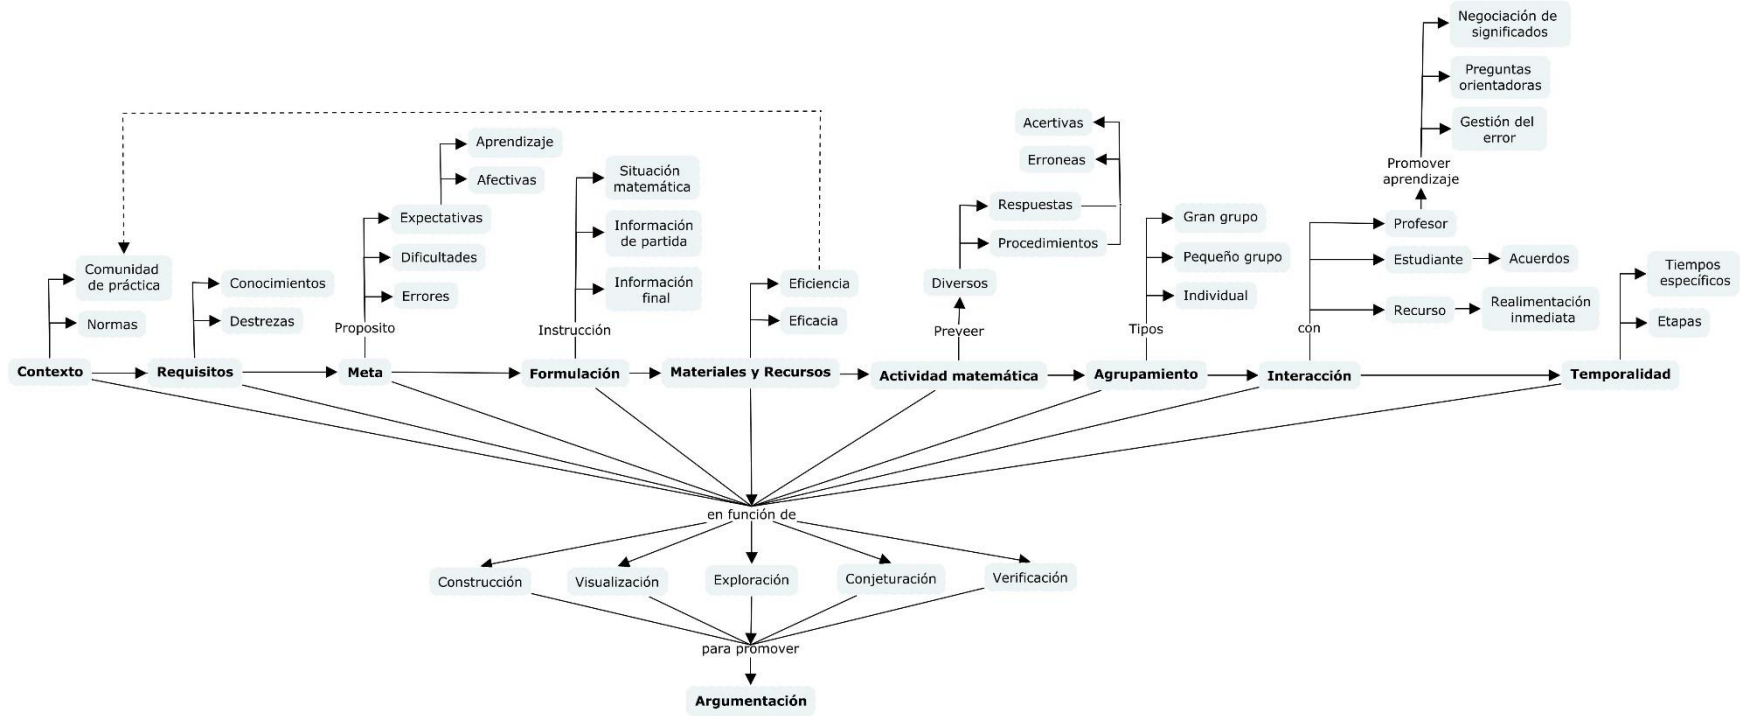 Negociación de
significados
Preguntas
orientadoras
Gestión del
error
Promover
aprendizaje
Acertivas
Erroneas
Aprendizaje
Afectivas
Situación
matemática
Respuestas
Procedimientos
Expectativas
Dificultades
Errores
Proposito
Información
de partida
Información
final
Instrucción
Gran grupo
Pequeño grupo
Individual
Tipos
Profesor
Estudiante
Acuerdos
Recurso
Realimentación
inmediata
con
Tiempos
específicos
Etapas
Comunidad
de práctica
Normas
Conocimientos
Destrezas
Eficiencia
Eficacia
Diversos
Preveer
Contexto
Requisitos
Meta
Formulación
Materiales y Recursos
Actividad matemática
Agrupamiento
Interacción
Temporalidad
en función de
Construcción
Visualización
Exploración
Conjeturación
Verificación
para promover
Argumentación